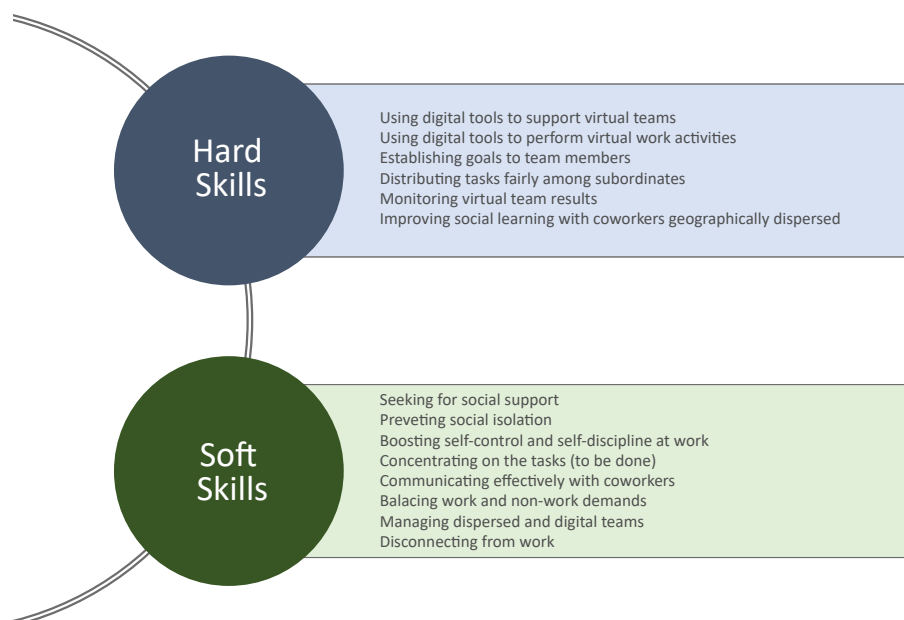 Hard
Skills
Using digital tools to support virtual teams
Using digital tools to perform virtual work activities
Establishing goals to team members
Distributing tasks fairly among subordinates
Monitoring virtual team results
Improving social learning with coworkers geographically dispersed
Soft
Skills
Seeking for social support
Preveting social isolation
Boosting self-control and self-discipline at work
Concentrating on the tasks (to be done)
Communicating effectively with coworkers
Balacing work and non-work demands
Managing dispersed and digital teams
Disconnecting from work